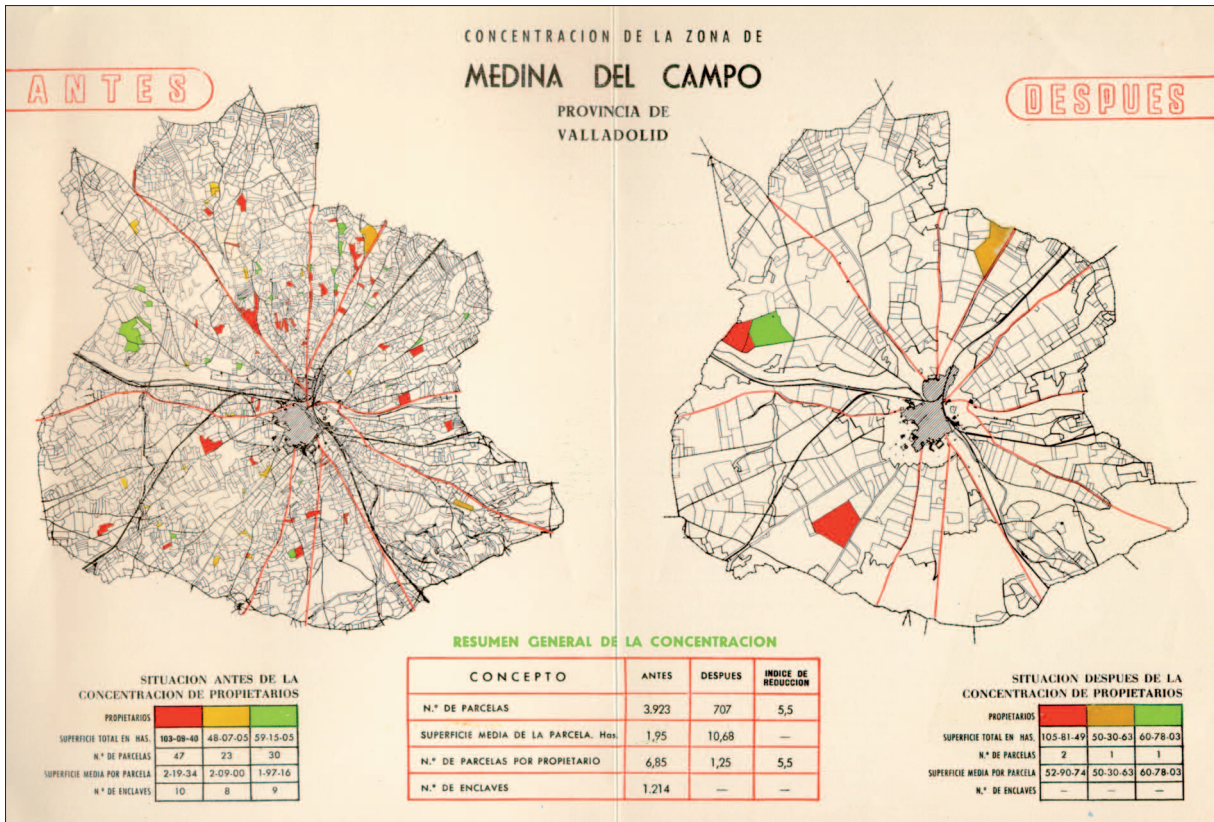 CONCENTRACION DE LA ZONA DE
MEDINA DEL CAMPO
PROVINCIA DE
VALLADOLID
ANTES
DESPUES
RESUMEN GENERAL DE LA CONCENTRACION
CONCEPTO ANTES DESPUES INDICE DE REDUCCION
N.º DE PARCELAS 3.923 707 5,5
SUPERFICIE MEDIA DE LA PARCELA. Has. 1,95 10,68 —
N.º DE PARCELAS POR PROPIETARIO 6,85 1,25 5,5
N.º DE ENCLAVES 1.214 — —
SITUACION ANTES DE LA
CONCENTRACION DE PROPIETARIOS
PROPIETARIOS
SUPERFICIE TOTAL EN HAS. 103-08-40 48-07-05 59-15-05
N.º DE PARCELAS 47 23 30
SUPERFICIE MEDIA POR PARCELA 2-19-34 2-09-00 1-97-16
N.º DE ENCLAVES 10 8 9
SITUACION DESPUES DE LA
CONCENTRACION DE PROPIETARIOS
PROPIETARIOS
SUPERFICIE TOTAL EN HAS. 105-81-49 50-30-63 60-78-03
N.º DE PARCELAS 2 1 1
SUPERFICIE MEDIA POR PARCELA 52-90-74 50-30-63 60-78-03
N.º DE ENCLAVES — — —